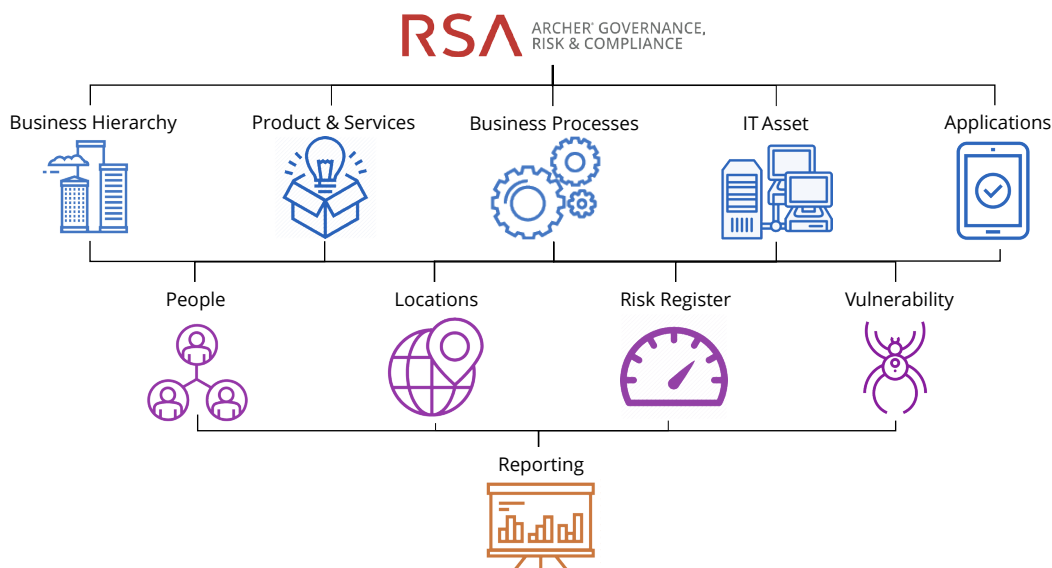 RSA ARCHER® GOVERNANCE,
RISK & COMPLIANCE
Business Hierarchy
Product & Services
Business Processes
IT Asset
Applications
People
Locations
Risk Register
Vulnerability
Reporting